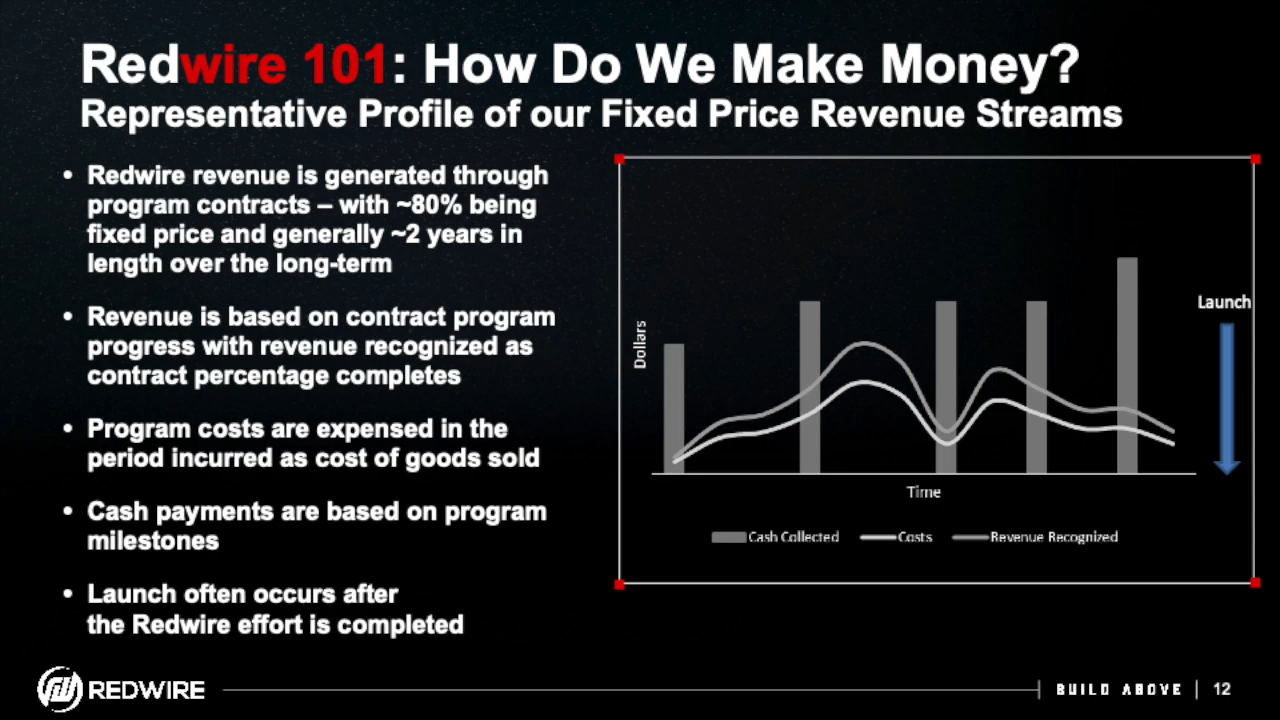 Redwire 101: How Do We Make Money?
Representative Profile of our Fixed Price Revenue Streams
• Redwire revenue is generated through
program contracts – with ~80% being
fixed price and generally ~2 years in
length over the long-term
• Revenue is based on contract program
progress with revenue recognized as
contract percentage completes
• Program costs are expensed in the
period incurred as cost of goods sold
• Cash payments are based on program
milestones
• Launch often occurs after
the Redwire effort is completed
Launch
Dollars
Time
Cash Collected Costs Revenue Recognized
REDWIRE
BUILD ABOVE | 12